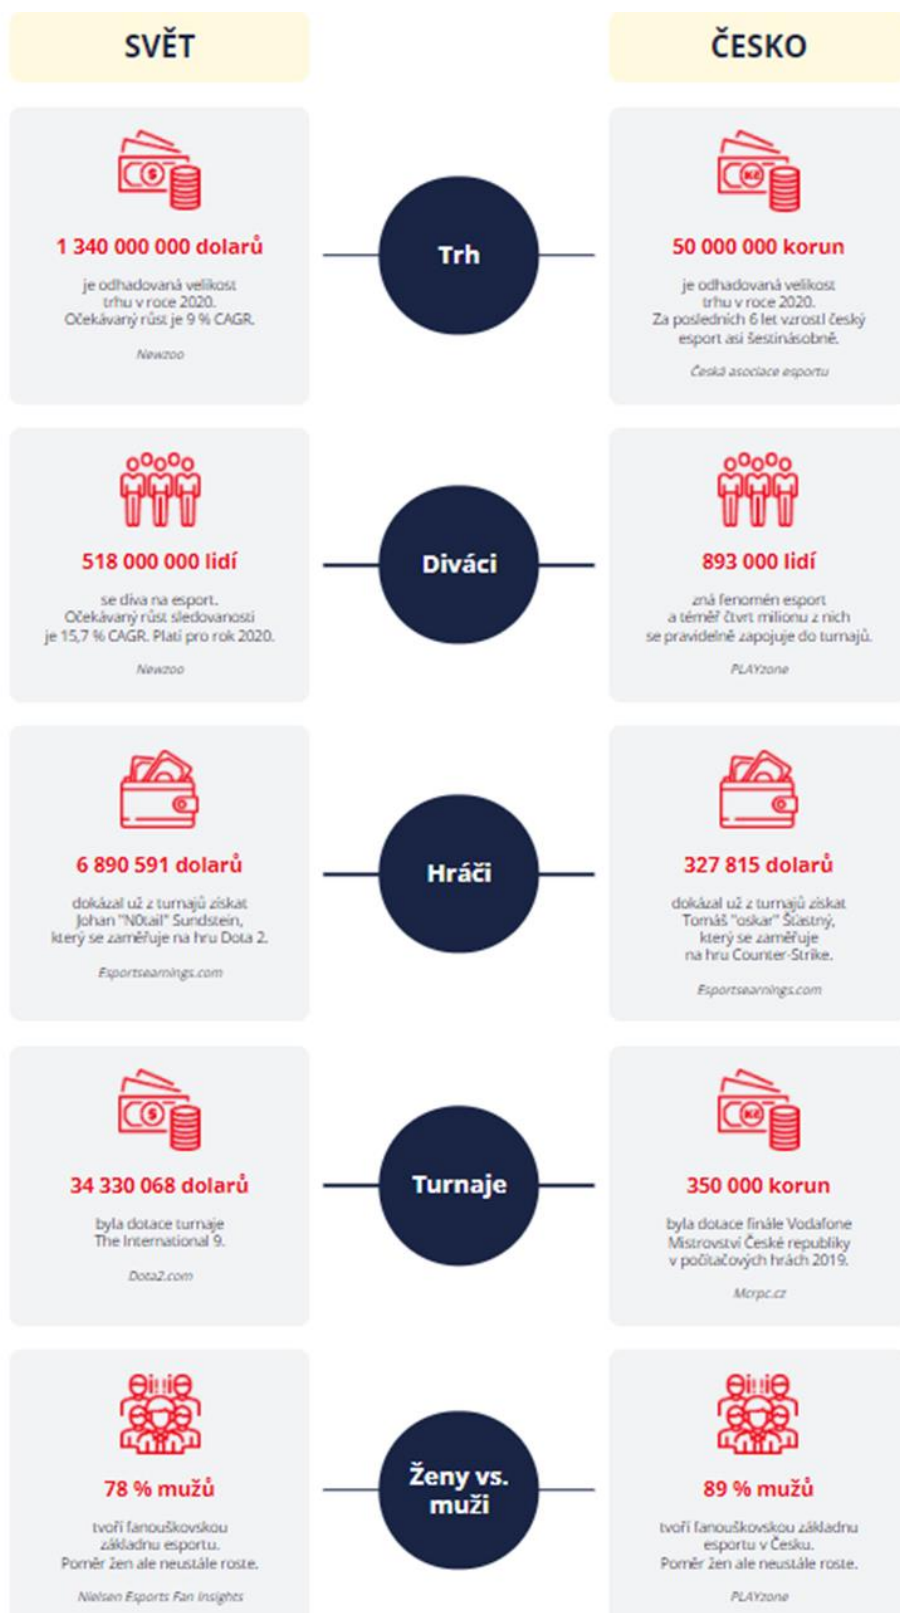 SVĚT
ČESKO
1 340 000 000 dolarů
je odhadovaná velikost
trhu v roce 2020.
Očekávaný růst je 9 % CAGR.
Newzoo
Trh
50 000 000 korun
je odhadovaná velikost
trhu v roce 2020.
Za posledních 6 let vzrostl český
esport asi šestinásobně.
Česká asociace esportu
518 000 000 lidí
se dívá na esport.
Očekávaný růst sledovanosti
je 15,7 % CAGR. Platí pro rok 2020.
Newzoo
Diváci
893 000 lidí
zná fenomén esport
a téměř čtvrt milionu z nich
se pravidelně zapojuje do turnajů.
PLAYzone
6 890 591 dolarů
dokázal už z turnajů získat
Johan "N0tail" Sundstein,
který se zaměřuje na hru Dota 2.
Esportsearnings.com
Hráči
327 815 dolarů
dokázal už z turnajů získat
Tomáš "oskar" Šťastný,
který se zaměřuje
na hru Counter-Strike.
Esportsearnings.com
34 330 068 dolarů
byla dotace turnaje
The International 9.
Dota2.com
Turnaje
350 000 korun
byla dotace finále Vodafone
Mistrovství České republiky
v počítačových hrách 2019.
Mcrpc.cz
78 % mužů
tvoří fanouškovskou
základnu esportu.
Poměr žen ale neustále roste.
Nielsen Esports Fan Insights
Ženy vs.
muži
89 % mužů
tvoří fanouškovskou základnu
esportu v Česku.
Poměr žen ale neustále roste.
PLAYzone